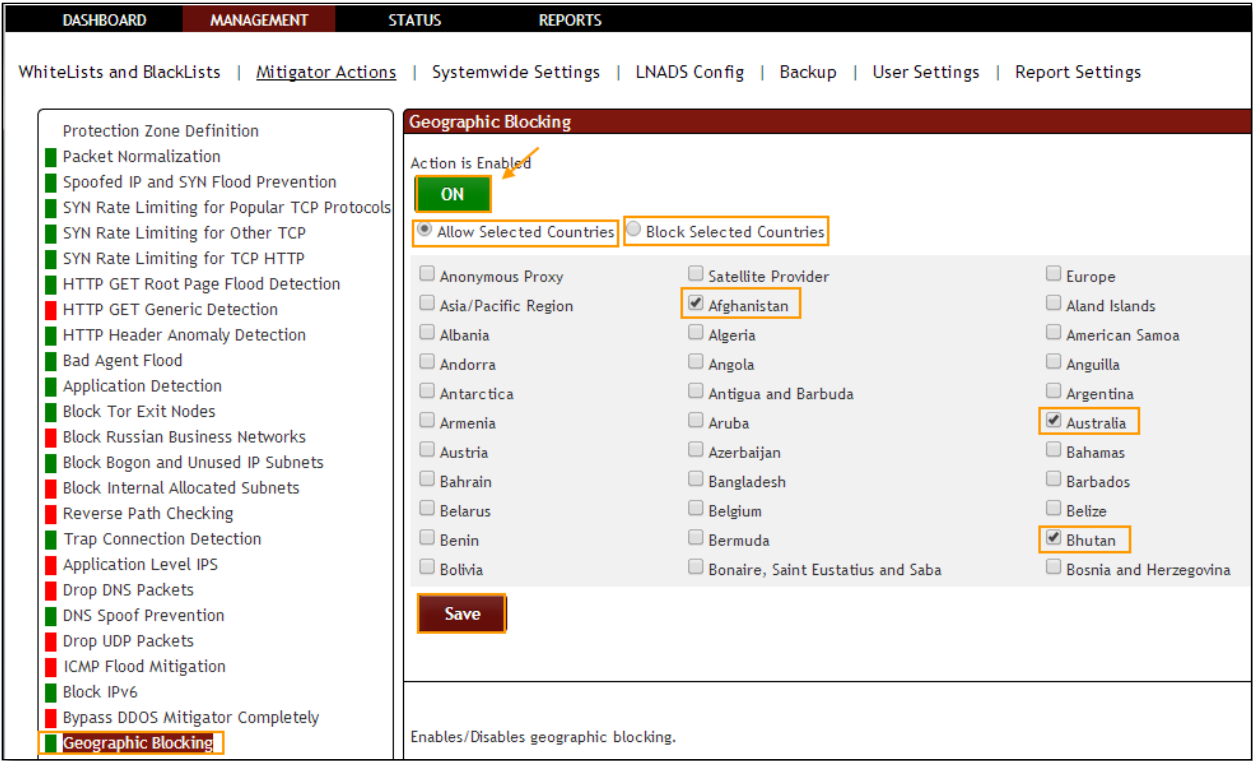 DASHBOARD MANAGEMENT STATUS REPORTS
WhiteLists and BlackLists | Mitigator Actions | Systemwide Settings | LNADS Config | Backup | User Settings | Report Settings
Protection Zone Definition
Packet Normalization
Spoofed IP and SYN Flood Prevention
SYN Rate Limiting for Popular TCP Protocols
SYN Rate Limiting for Other TCP
SYN Rate Limiting for TCP HTTP
HTTP GET Root Page Flood Detection
HTTP GET Generic Detection
HTTP Header Anomaly Detection
Bad Agent Flood
Application Detection
Block Tor Exit Nodes
Block Russian Business Networks
Block Bogon and Unused IP Subnets
Block Internal Allocated Subnets
Reverse Path Checking
Trap Connection Detection
Application Level IPS
Drop DNS Packets
DNS Spoof Prevention
Drop UDP Packets
ICMP Flood Mitigation
Block IPv6
Bypass DDOS Mitigator Completely
Geographic Blocking
Geographic Blocking
Action is Enabled
ON
Allow Selected Countries Block Selected Countries
Anonymous Proxy Satellite Provider Europe
Asia/Pacific Region Afghanistan Aland Islands
Albania Algeria American Samoa
Andorra Angola Anguilla
Antarctica Antigua and Barbuda Argentina
Armenia Aruba Australia
Austria Azerbaijan Bahamas
Bahrain Bangladesh Barbados
Belarus Belgium Belize
Benin Bermuda Bhutan
Bolivia Bonaire, Saint Eustatius and Saba Bosnia and Herzegovina
Save
Enables/Disables geographic blocking.